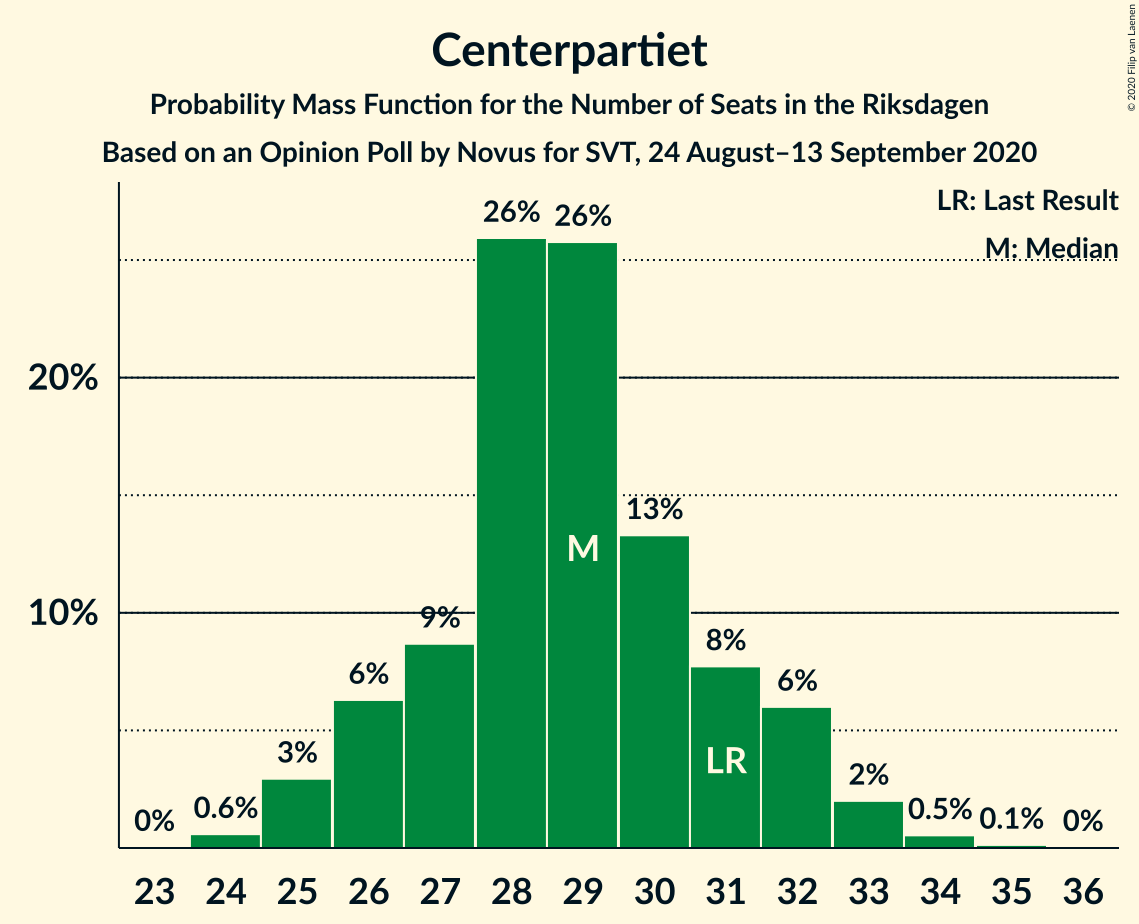 Centerpartiet
Probability Mass Function for the Number of Seats in the Riksdagen
Based on an Opinion Poll by Novus for SVT, 24 August–13 September 2020
© 2020 Filip van Laenen
LR: Last Result
M: Median
26%
26%
20%
13%
M
10%
9%
8%
6%
6%
LR
3%
2%
0%
0.6%
0.5%
0.1%
0%
23 24 25 26 27 28 29 30 31 32 33 34 35 36